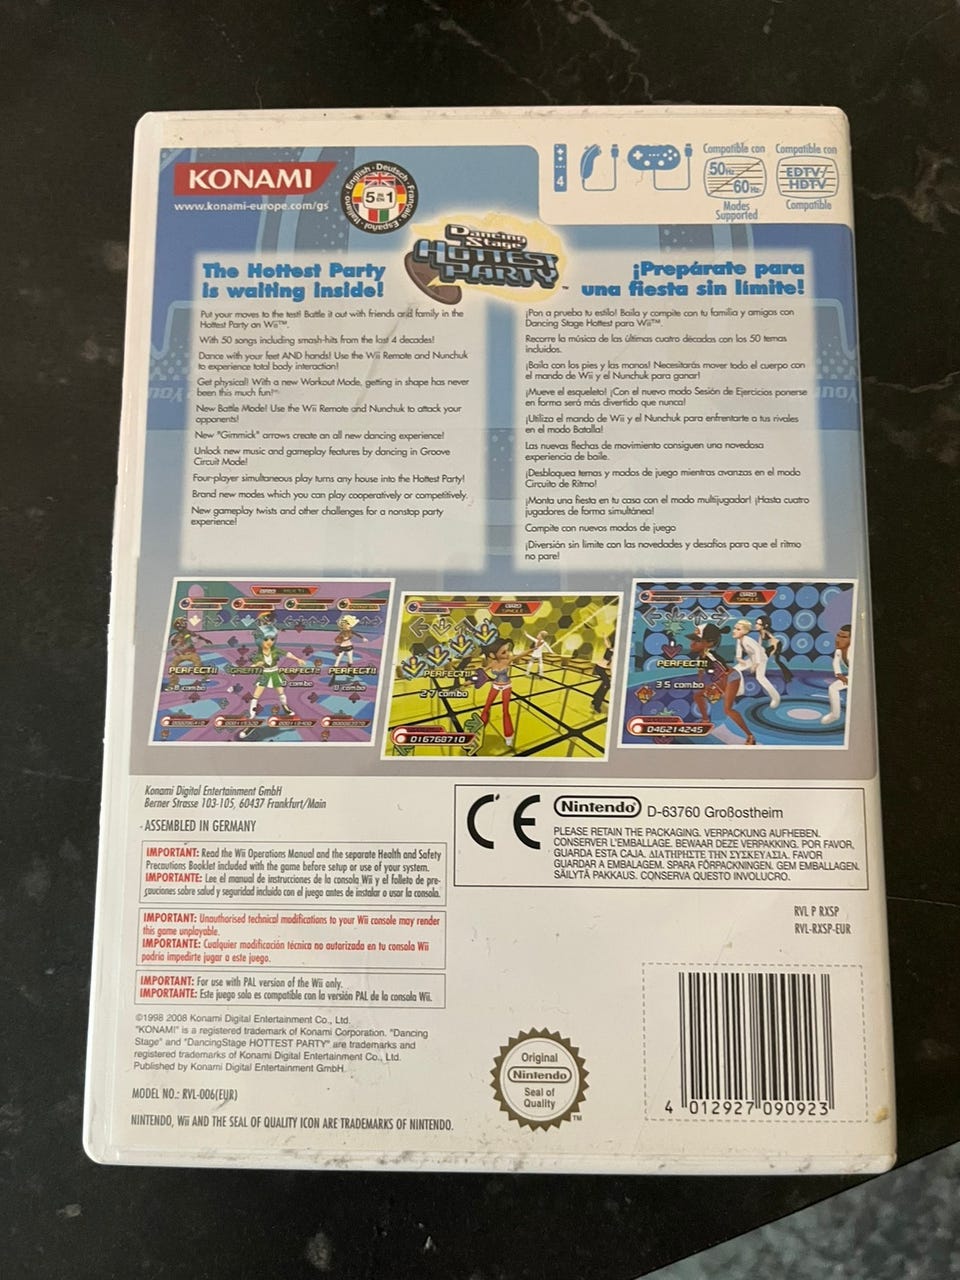 KONAMI
www.konami-europe.com/gs
English · Deutsch · Français · Español · Italiano
5 IN 1
4
Compatible con
50Hz
60Hz
Modes
Supported
Compatible con
EDTV/
HDTV
Compatible
Dancing
Stage
HOTTEST
PARTY
™
The Hottest Party
is waiting inside!
Put your moves to the test! Battle it out with friends and family in the
Hottest Party on Wii™.
With 50 songs including smash-hits from the last 4 decades!
Dance with your feet AND hands! Use the Wii Remote and Nunchuk
to experience total body interaction!
Get physical! With a new Workout Mode, getting in shape has never
been this much fun!
New Battle Mode! Use the Wii Remote and Nunchuk to attack your
opponents!
New "Gimmick" arrows create an all new dancing experience!
Unlock new music and gameplay features by dancing in Groove
Circuit Mode!
Four-player simultaneous play turns any house into the Hottest Party!
Brand new modes which you can play cooperatively or competitively.
New gameplay twists and other challenges for a nonstop party
experience!
¡Prepárate para
una fiesta sin límite!
¡Pon a prueba tu estilo! Baila y compite con tu familia y amigos con
Dancing Stage Hottest para Wii™.
Recorre la música de las últimas cuatro décadas con los 50 temas
incluidos.
¡Baila con los pies y las manos! Necesitarás mover todo el cuerpo con
el mando de Wii y el Nunchuk para ganar!
¡Mueve el esqueleto! ¡Con el nuevo modo Sesión de Ejercicios ponerse
en forma será más divertido que nunca!
¡Utiliza el mando de Wii y el Nunchuk para enfrentarte a tus rivales
en el modo Batalla!
Las nuevas flechas de movimiento consiguen una novedosa
experiencia de baile.
¡Desbloquea temas y modos de juego mientras avanzas en el modo
Circuito de Ritmo!
¡Monta una fiesta en tu casa con el modo multijugador! ¡Hasta cuatro
jugadores de forma simultánea!
Compite con nuevos modos de juego
¡Diversión sin límite con las novedades y desafíos para que el ritmo
no pare!
PERFECT!! GREAT! PERFECT!! PERFECT!!
PERFECT!!
27 combo
016768710
PERFECT!!
35 combo
046214245
Konami Digital Entertainment GmbH
Berner Strasse 103-105, 60437 Frankfurt/Main
ASSEMBLED IN GERMANY
IMPORTANT: Read the Wii Operations Manual and the separate Health and Safety
Precautions Booklet included with the game before setup or use of your system.
IMPORTANTE: Lee el manual de instrucciones de la consola Wii y el folleto de pre-
cauciones sobre salud y seguridad incluido con el juego antes de instalar o usar la consola.
IMPORTANT: Unauthorised technical modifications to your Wii console may render
this game unplayable.
IMPORTANTE: Cualquier modificación técnica no autorizada en tu consola Wii
podría impedirte jugar a este juego.
IMPORTANT: For use with PAL version of the Wii only.
IMPORTANTE: Este juego solo es compatible con la versión PAL de la consola Wii.
©1998 2008 Konami Digital Entertainment Co., Ltd.
"KONAMI" is a registered trademark of Konami Corporation. "Dancing
Stage" and "DancingStage HOTTEST PARTY" are trademarks and
registered trademarks of Konami Digital Entertainment Co., Ltd.
Published by Konami Digital Entertainment GmbH.
MODEL NO.: RVL-006(EUR)
NINTENDO, Wii AND THE SEAL OF QUALITY ICON ARE TRADEMARKS OF NINTENDO.
CE
Nintendo® D-63760 Großostheim
PLEASE RETAIN THE PACKAGING. VERPACKUNG AUFHEBEN.
CONSERVER L'EMBALLAGE. BEWAAR DEZE VERPAKKING. POR FAVOR,
GUARDA ESTA CAJA. ΔΙΑΤΗΡΗΣΤΕ ΤΗΝ ΣΥΣΚΕΥΑΣΙΑ. FAVOR
GUARDAR A EMBALAGEM. SPARA FÖRPACKNINGEN. GEM EMBALLAGEN.
SÄILYTÄ PAKKAUS. CONSERVA QUESTO INVOLUCRO.
RVL P RXSP
RVL-RXSP-EUR
Original
Nintendo
Seal of
Quality
TM
4 012927 090923